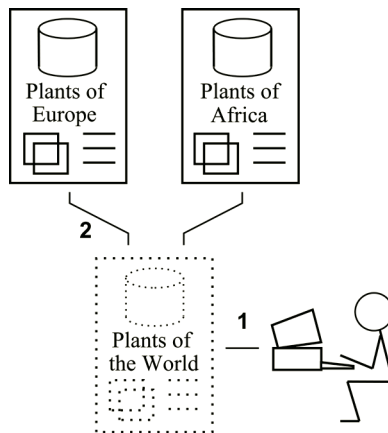 Plants of
Europe
Plants of
Africa
2
1
Plants of
the World